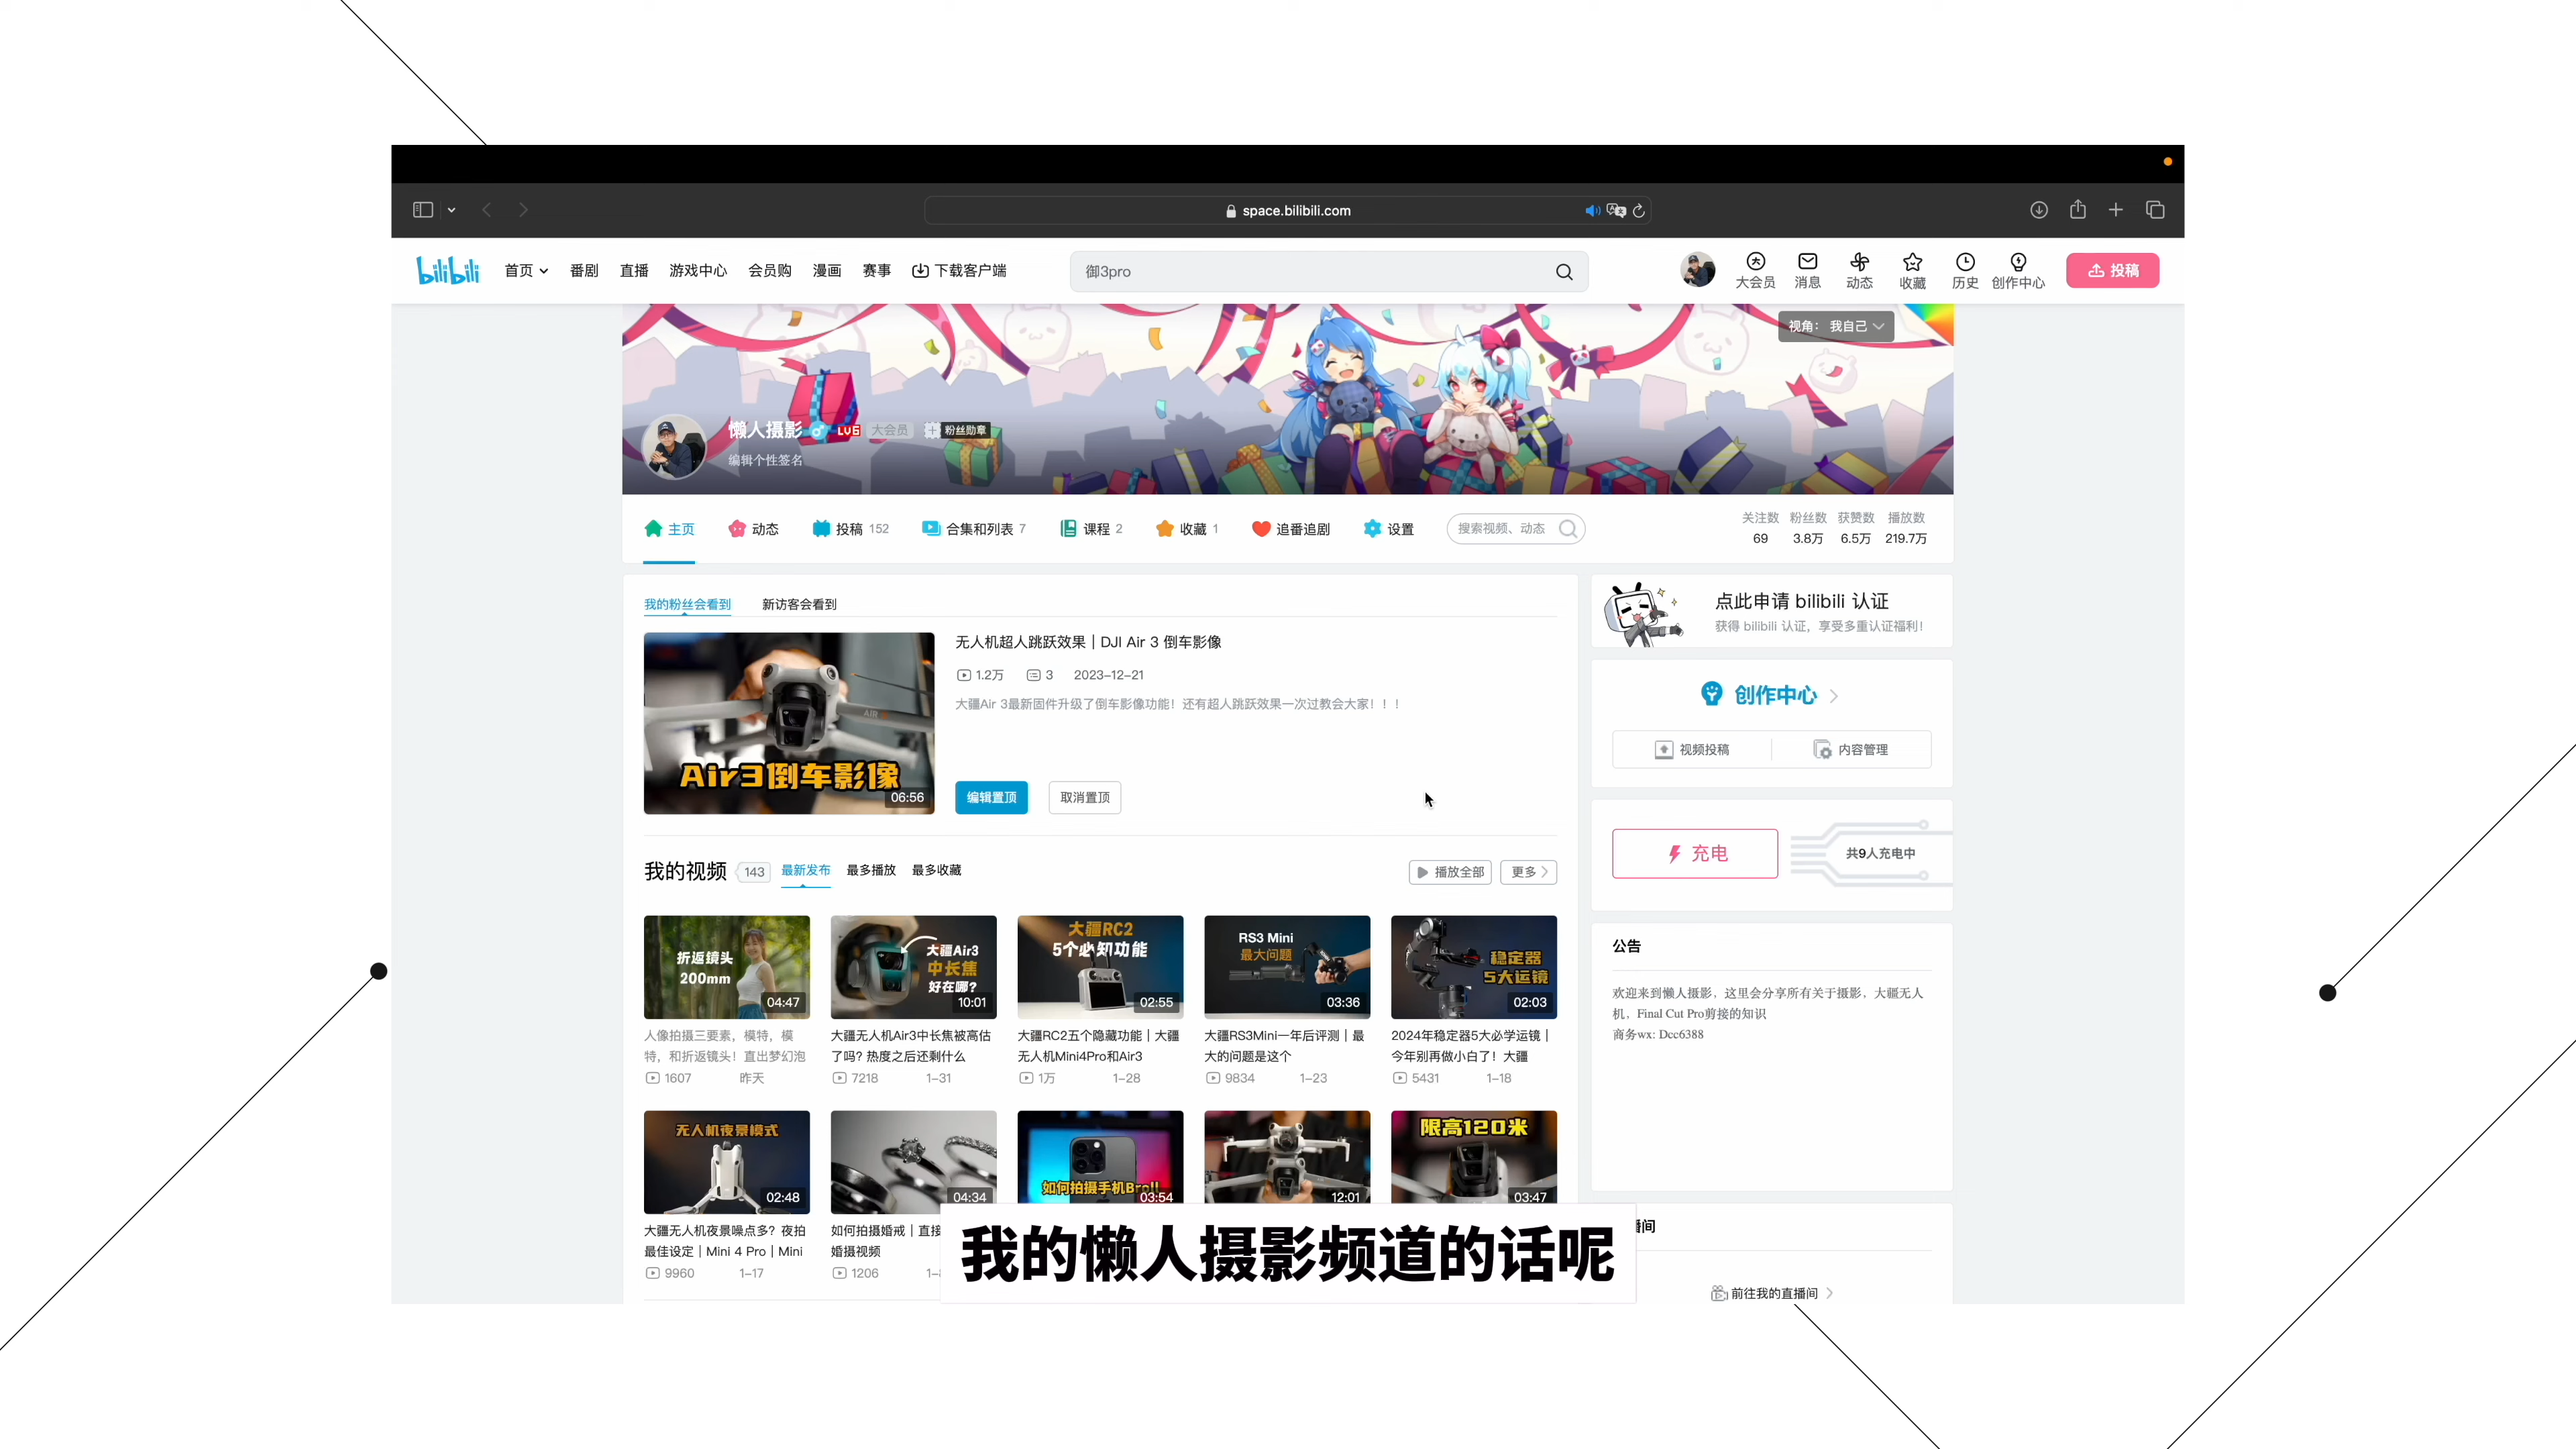 space.bilibili.com
bilibili 首页 番剧 直播 游戏中心 会员购 漫画 赛事 下载客户端 御3pro 大会员 消息 动态 收藏 历史 创作中心 投稿
视角： 我自己
懒人摄影 LV6 大会员 粉丝勋章
编辑个性签名
主页 动态 投稿 152 合集和列表 7 课程 2 收藏 1 追番追剧 设置 搜索视频、动态
关注数 粉丝数 获赞数 播放数
69 3.8万 6.5万 219.7万
我的粉丝会看到 新访客会看到
AIR 3
Air3倒车影像
06:56
无人机超人跳跃效果｜DJI Air 3 倒车影像
1.2万 3 2023-12-21
大疆Air 3最新固件升级了倒车影像功能！还有超人跳跃效果一次过教会大家！！！
编辑置顶 取消置顶
点此申请 bilibili 认证
获得 bilibili 认证，享受多重认证福利！
创作中心
视频投稿 内容管理
充电 共9人充电中
公告
欢迎来到懒人摄影，这里会分享所有关于摄影，大疆无人
机，Final Cut Pro剪接的知识
商务wx: Dcc6388
我的视频 143 最新发布 最多播放 最多收藏 播放全部 更多
折返镜头
200mm
04:47
人像拍摄三要素，模特，模
特，和折返镜头！直出梦幻泡
1607 昨天
大疆Air3
中长焦
好在哪？
10:01
大疆无人机Air3中长焦被高估
了吗？热度之后还剩什么
7218 1-31
大疆RC2
5个必知功能
02:55
大疆RC2五个隐藏功能｜大疆
无人机Mini4Pro和Air3
1万 1-28
RS3 Mini
最大问题
03:36
大疆RS3Mini一年后评测｜最
大的问题是这个
9834 1-23
稳定器
5大运镜
02:03
2024年稳定器5大必学运镜｜
今年别再做小白了！大疆
5431 1-18
无人机夜景模式
02:48
大疆无人机夜景噪点多？夜拍
最佳设定｜Mini 4 Pro｜Mini
9960 1-17
04:34
如何拍摄婚戒｜直接
婚摄视频
1206
如何拍摄手机Broll
03:54
12:01
限高120米
03:47
播间
前往我的直播间
我的懒人摄影频道的话呢